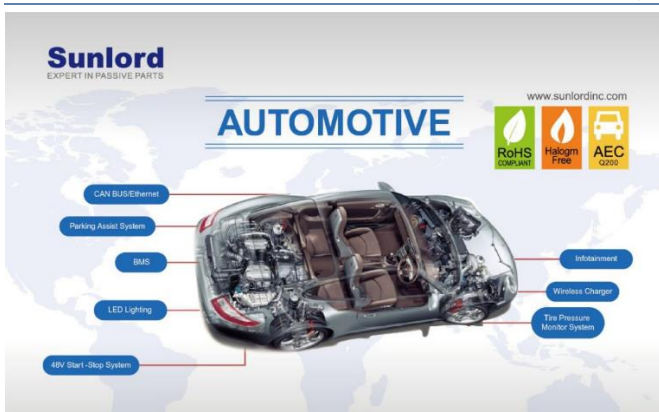 Sunlord
EXPERT IN PASSIVE PARTS
www.sunlordinc.com
AUTOMOTIVE
RoHS
COMPLIANT
Halogm
Free
AEC
Q200
CAN BUS/Ethernet
Parking Assist System
BMS
LED Lighting
48V Start -Stop System
Infotainment
Wireless Charger
Tire Pressure
Monitor System